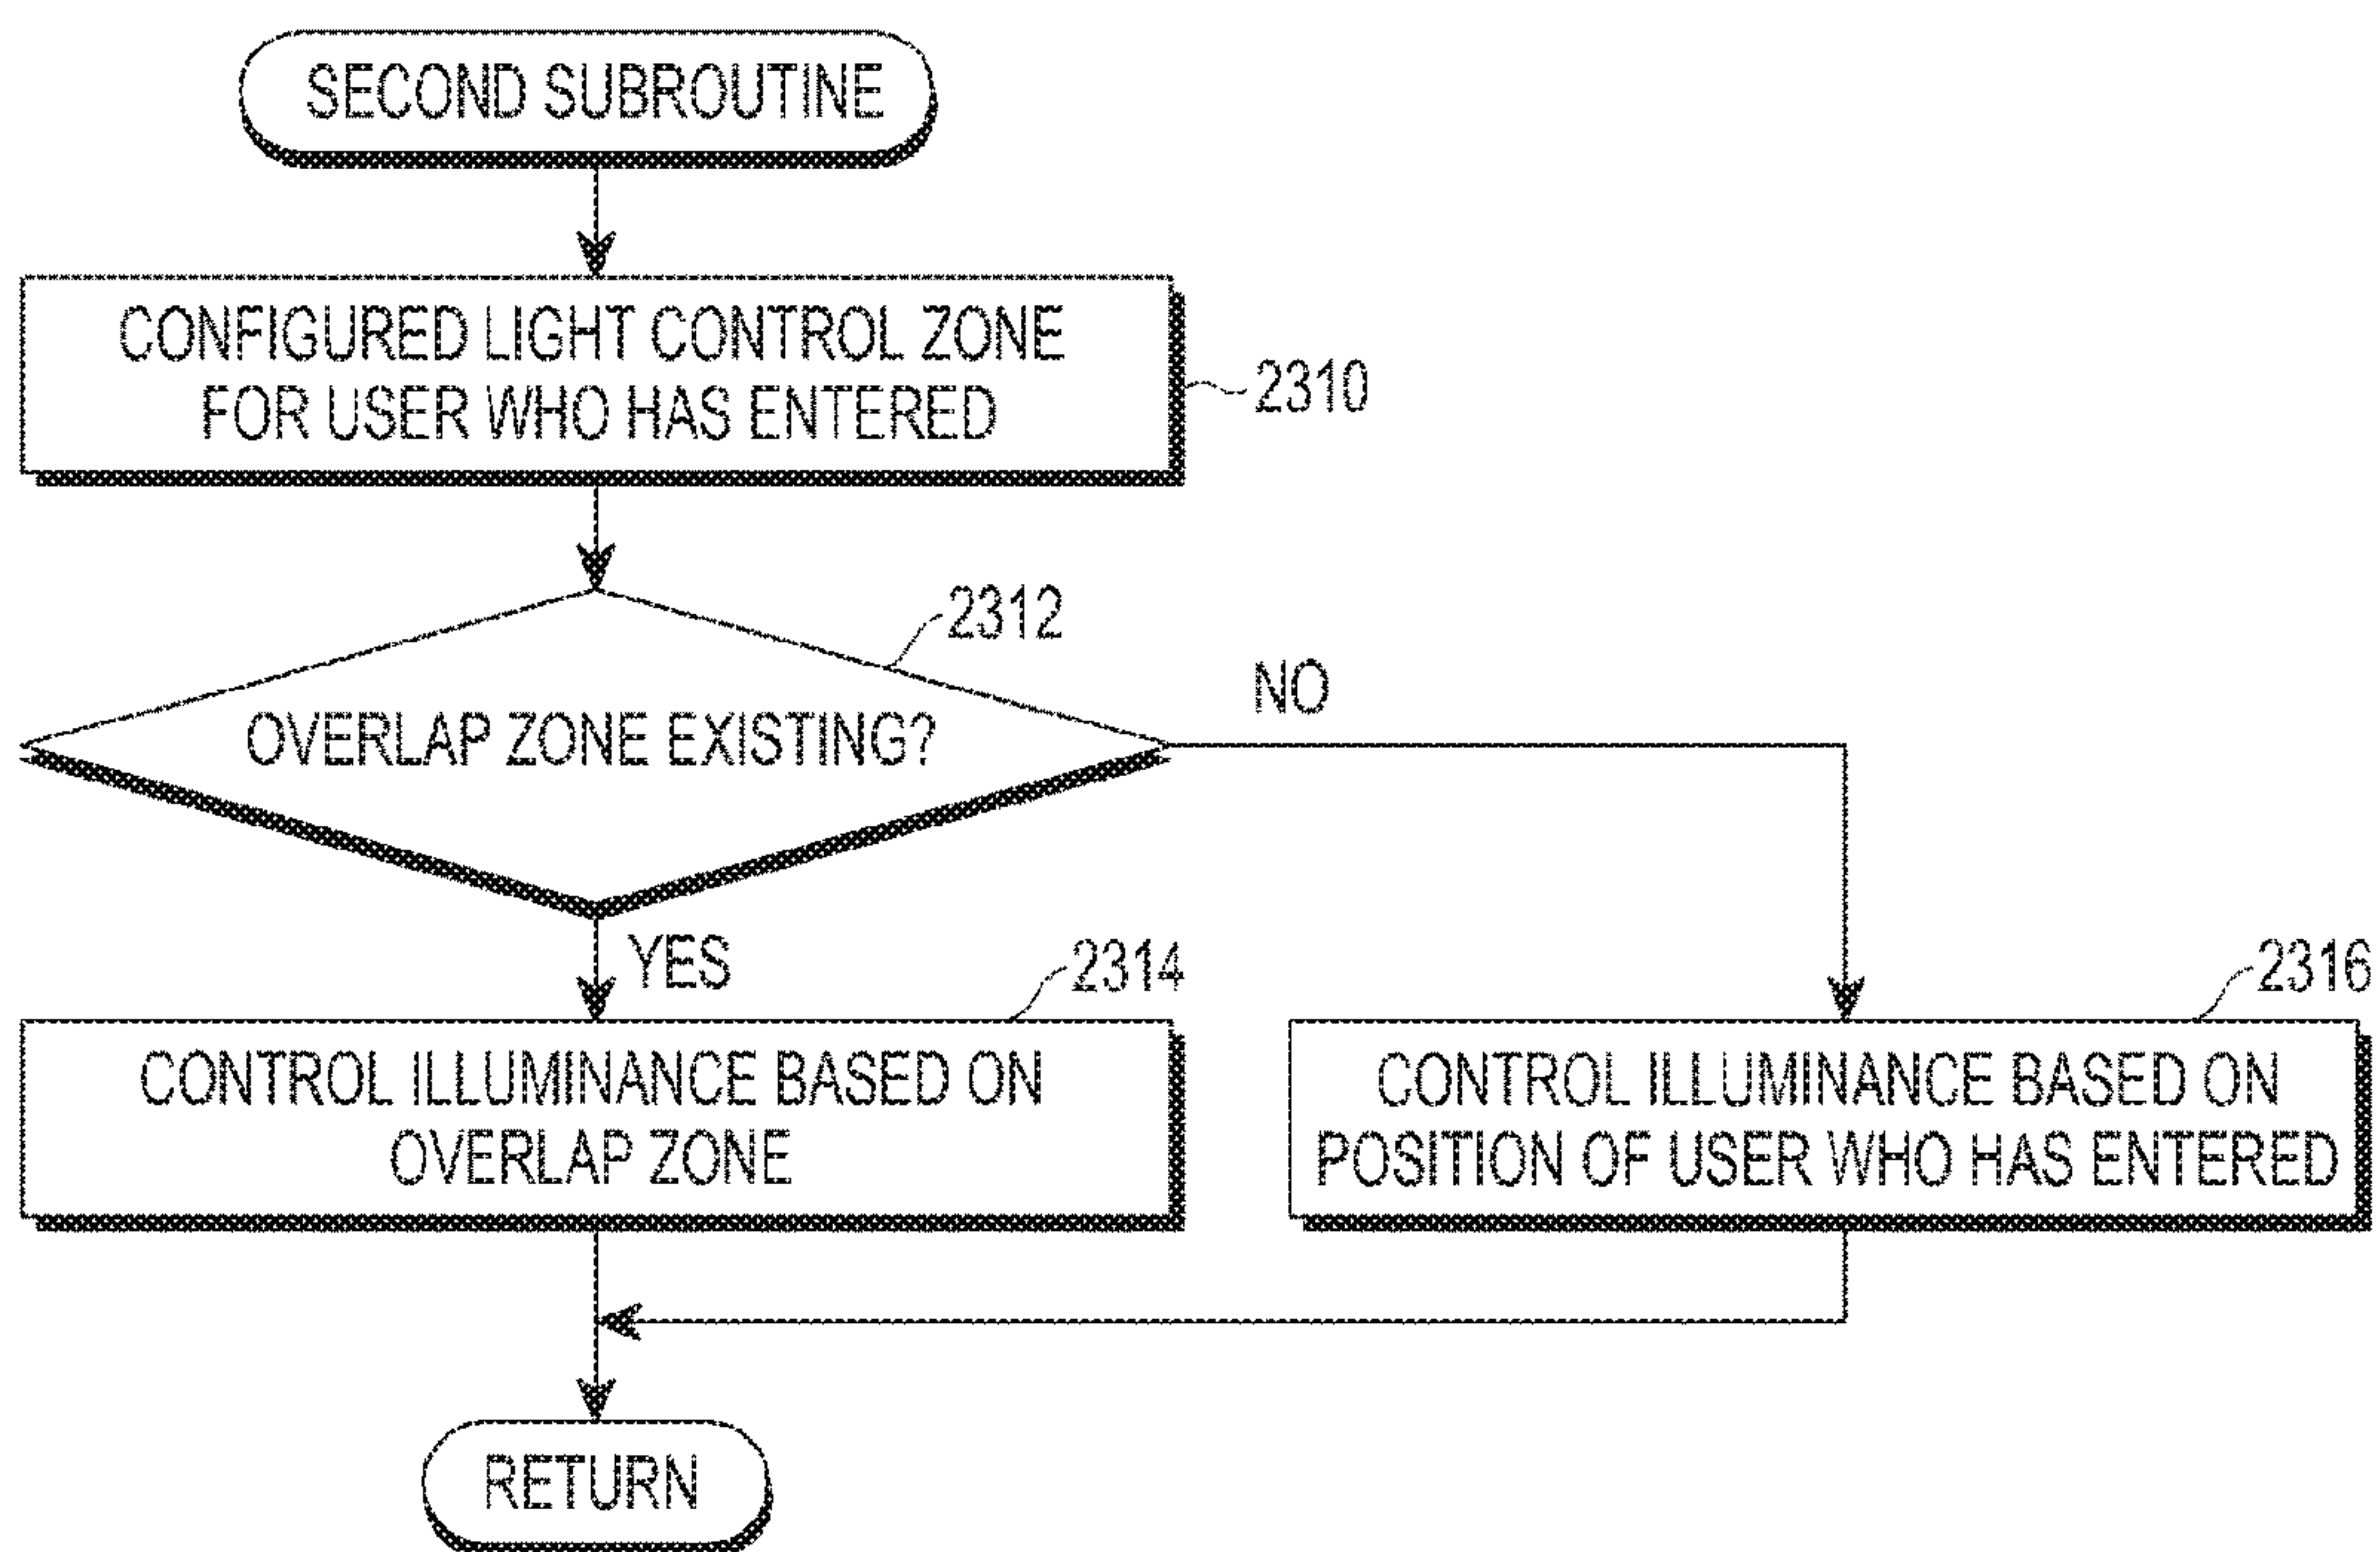 SECOND SUBROUTINE
CONFIGURED LIGHT CONTROL ZONE
FOR USER WHO HAS ENTERED
2310
2312
OVERLAP ZONE EXISTING?
NO
YES
2314
2316
CONTROL ILLUMINANCE BASED ON
OVERLAP ZONE
CONTROL ILLUMINANCE BASED ON
POSITION OF USER WHO HAS ENTERED
RETURN